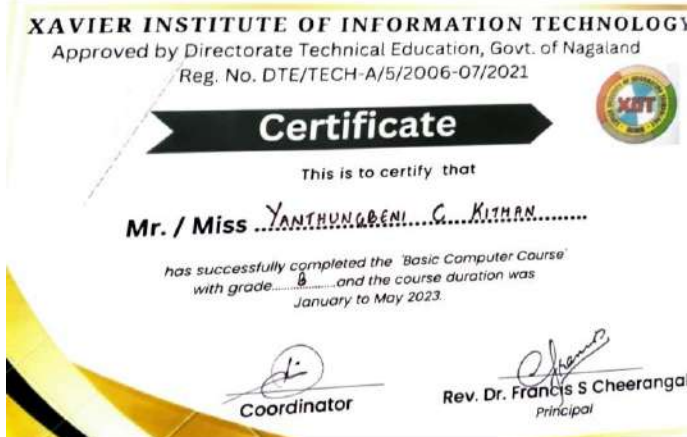 XAVIER INSTITUTE OF INFORMATION TECHNOLOGY
Approved by Directorate Technical Education, Govt. of Nagaland
Reg. No. DTE/TECH-A/5/2006-07/2021
XIIT
Certificate
This is to certify that
Mr. / Miss YANTHUNGBENI C KITHAN
has successfully completed the 'Basic Computer Course'
with grade B and the course duration was
January to May 2023.
Coordinator
Rev. Dr. Francis S Cheerangal
Principal